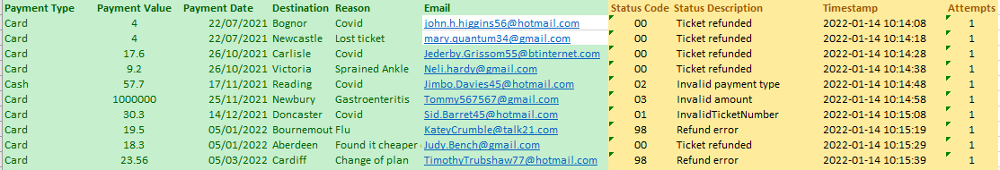 Payment Type Payment Value Payment Date Destination Reason Email Status Code Status Description Timestamp Attempts
Card 4 22/07/2021 Bognor Covid john.h.higgins56@hotmail.com 00 Ticket refunded 2022-01-14 10:14:08 1
Card 4 22/07/2021 Newcastle Lost ticket mary.quantum34@gmail.com 00 Ticket refunded 2022-01-14 10:14:18 1
Card 17.6 26/10/2021 Carlisle Covid Jederby.Grissom55@btinternet.com 00 Ticket refunded 2022-01-14 10:14:28 1
Card 9.2 26/10/2021 Victoria Sprained Ankle Neli.hardy@gmail.com 00 Ticket refunded 2022-01-14 10:14:38 1
Cash 57.7 17/11/2021 Reading Covid Jimbo.Davies45@hotmail.com 02 Invalid payment type 2022-01-14 10:14:48 1
Card 1000000 25/11/2021 Newbury Gastroenteritis Tommy567567@gmail.com 03 Invalid amount 2022-01-14 10:14:58 1
Card 30.3 14/12/2021 Doncaster Covid Sid.Barret45@hotmail.com 01 InvalidTicketNumber 2022-01-14 10:15:08 1
Card 19.5 05/01/2022 Bournemout Flu KateyCrumble@talk21.com 98 Refund error 2022-01-14 10:15:19 1
Card 18.3 05/01/2022 Aberdeen Found it cheaper Judy.Bench@gmail.com 00 Ticket refunded 2022-01-14 10:15:29 1
Card 23.56 05/03/2022 Cardiff Change of plan TimothyTrubshaw77@hotmail.com 98 Refund error 2022-01-14 10:15:39 1